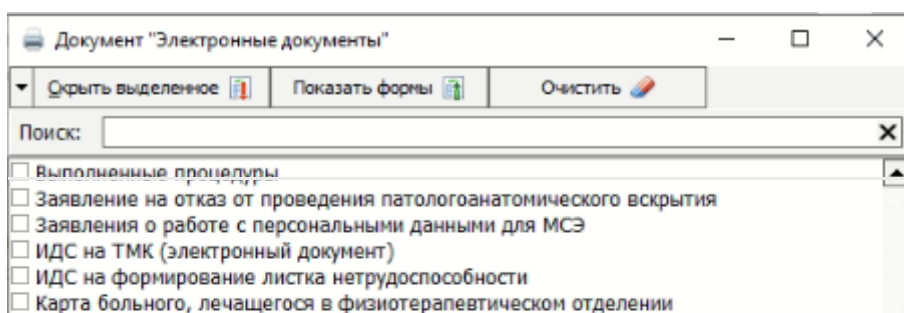 Документ "Электронные документы"
Скрыть выделенное Показать формы Очистить
Поиск:
Выполненные процедуры
Заявление на отказ от проведения патологоанатомического вскрытия
Заявления о работе с персональными данными для МСЭ
ИДС на ТМК (электронный документ)
ИДС на формирование листка нетрудоспособности
Карта больного, лечащегося в физиотерапевтическом отделении